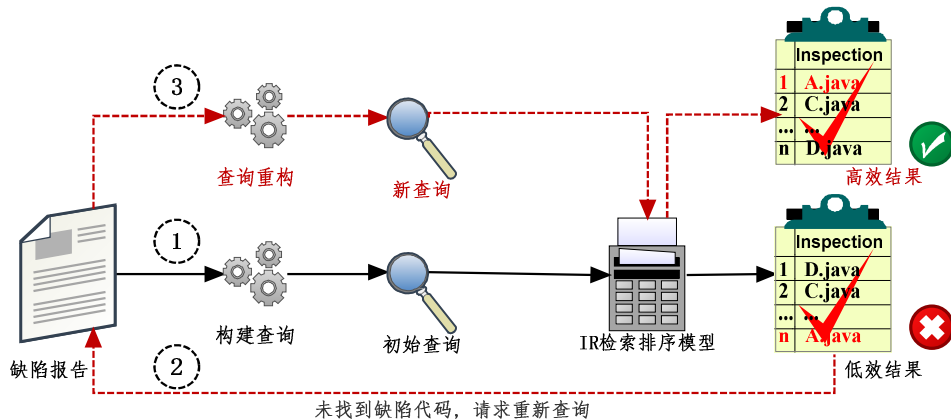 3
查询重构
新查询
Inspection
1 A.java
2 C.java
... ...
n D.java
高效结果
1
缺陷报告
构建查询
初始查询
IR检索排序模型
Inspection
1 D.java
2 C.java
... ...
n A.java
低效结果
2
未找到缺陷代码，请求重新查询